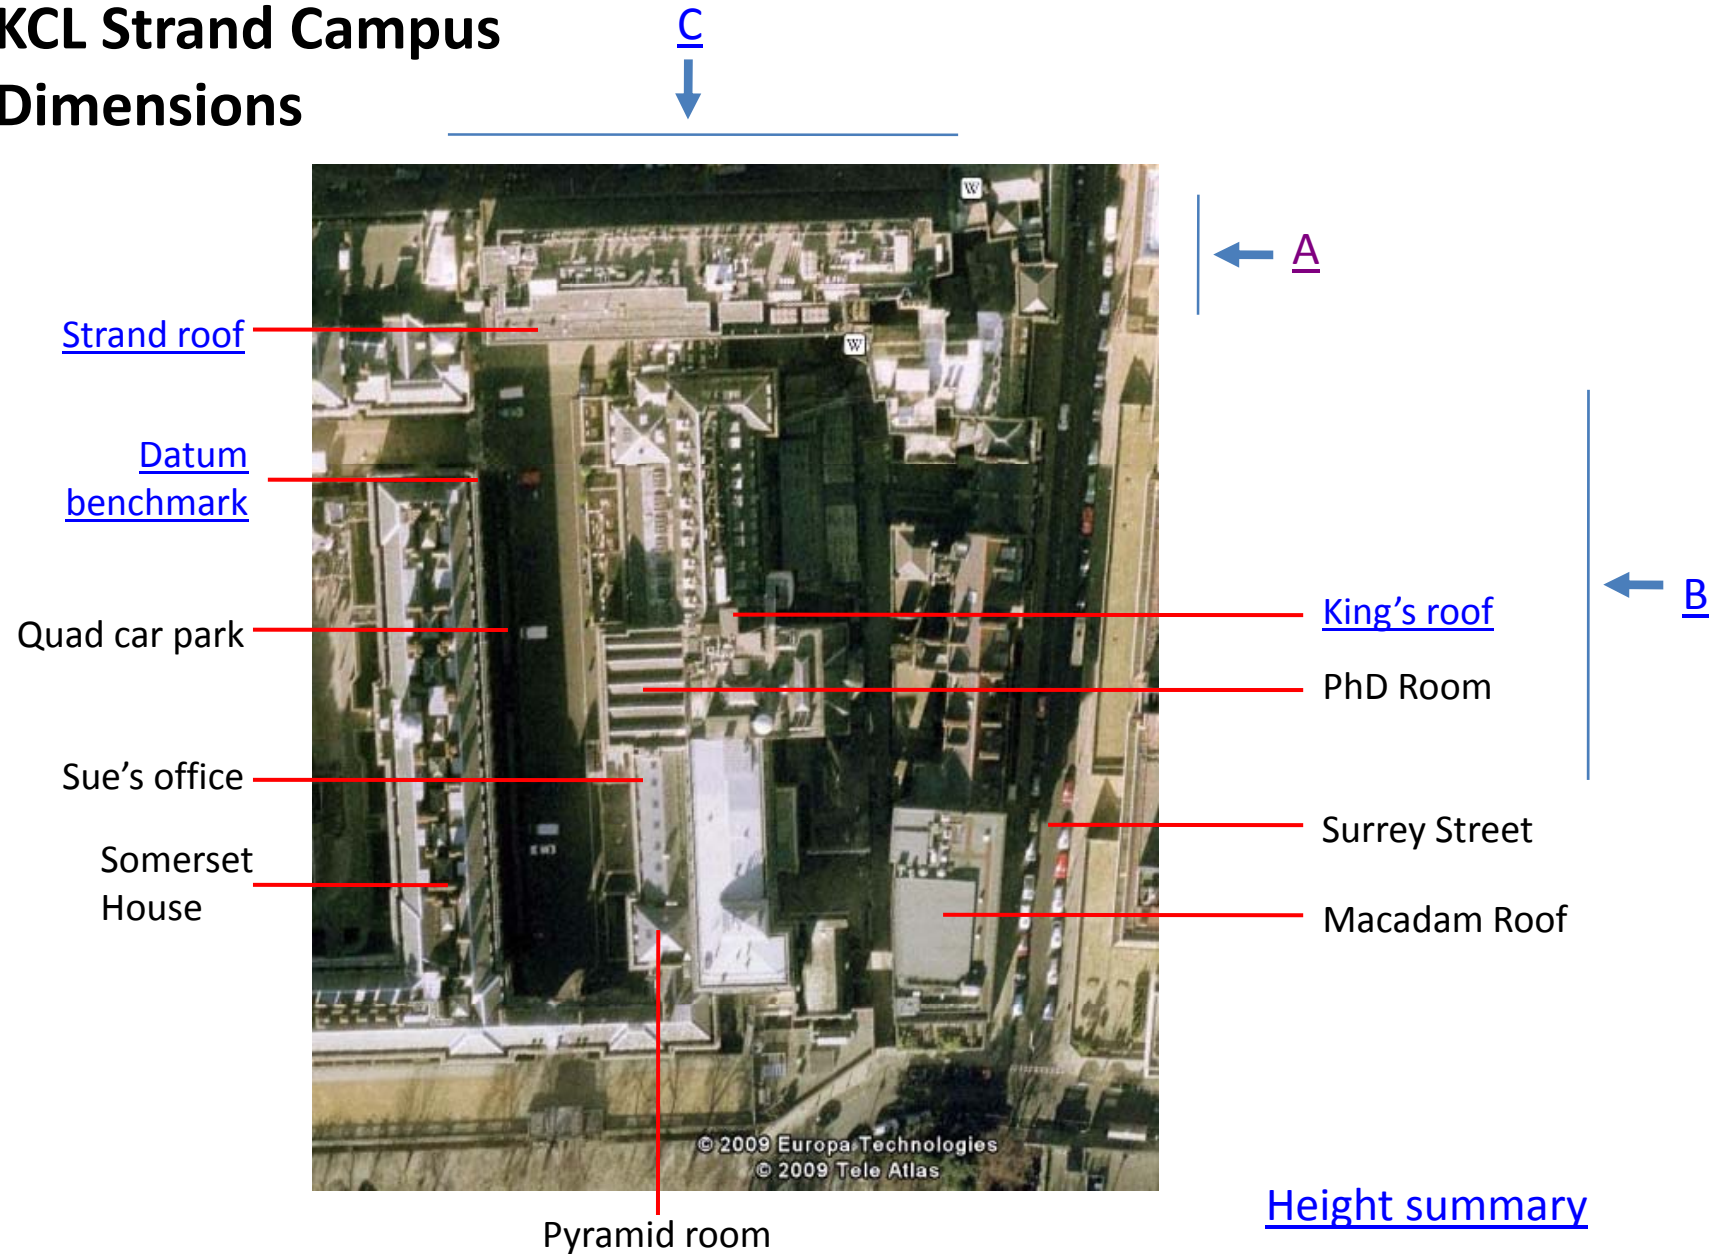 KCL Strand Campus
Dimensions
C
W
A
Strand roof
W
Datum
benchmark
B
King's roof
Quad car park
PhD Room
Sue's office
Surrey Street
Somerset
House
Macadam Roof
© 2009 Europa Technologies
© 2009 Tele Atlas
Height summary
Pyramid room